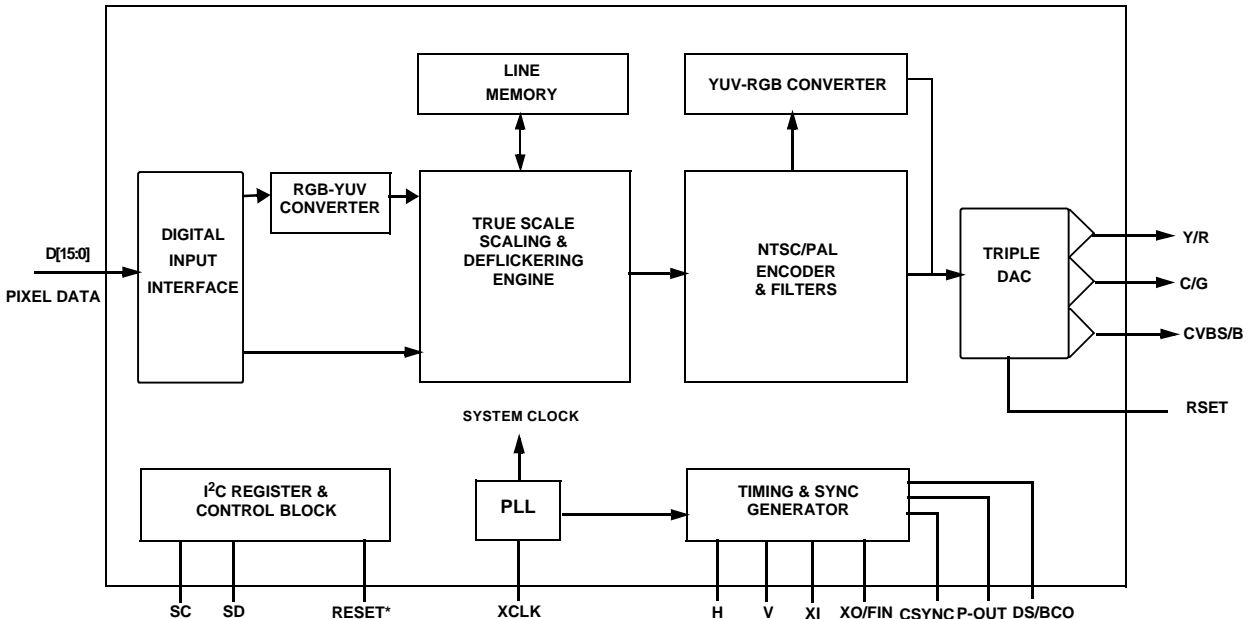 LINE
MEMORY
YUV-RGB CONVERTER
RGB-YUV
CONVERTER
TRUE SCALE
SCALING &
DEFLICKERING
ENGINE
DIGITAL
INPUT
INTERFACE
D[15:0]
PIXEL DATA
NTSC/PAL
ENCODER
& FILTERS
TRIPLE
DAC
Y/R
C/G
CVBS/B
RSET
SYSTEM CLOCK
I²C REGISTER &
CONTROL BLOCK
PLL
TIMING & SYNC
GENERATOR
SC SD RESET* XCLK H V XI XO/FIN CSYNC P-OUT DS/BCO